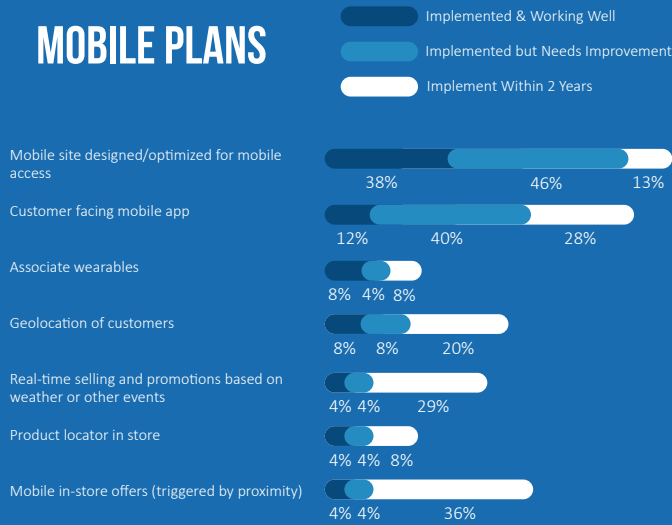 MOBILE PLANS
Implemented & Working Well
Implemented but Needs Improvement
Implement Within 2 Years
Mobile site designed/optimized for mobile
access
38% 46% 13%
Customer facing mobile app
12% 40% 28%
Associate wearables
8% 4% 8%
Geolocation of customers
8% 8% 20%
Real-time selling and promotions based on
weather or other events
4% 4% 29%
Product locator in store
4% 4% 8%
Mobile in-store offers (triggered by proximity)
4% 4% 36%